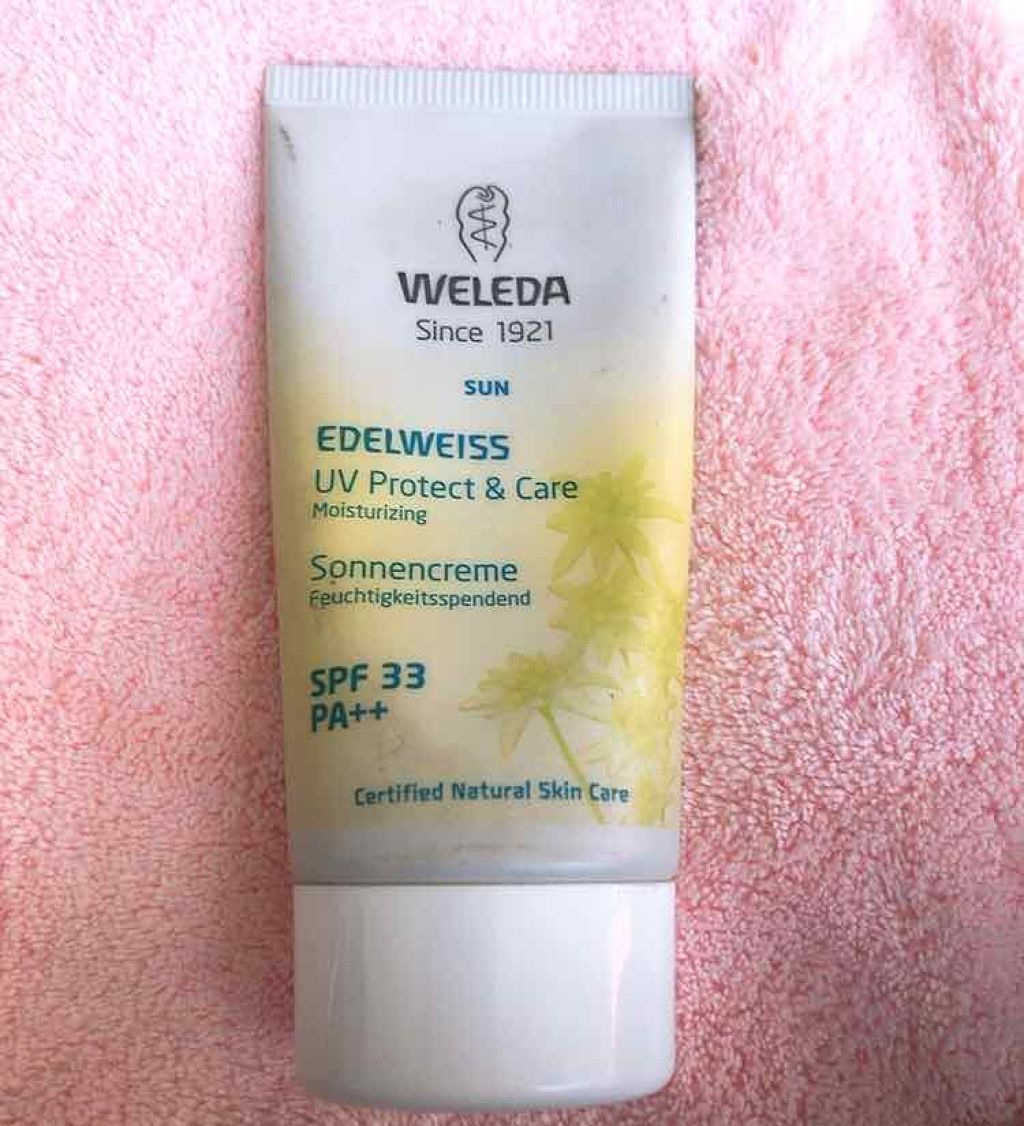 WELEDA
Since 1921
SUN
EDELWEISS
UV Protect & Care
Moisturizing
Sonnencreme
Feuchtigkeitsspendend
SPF 33
PA++
Certified Natural Skin Care